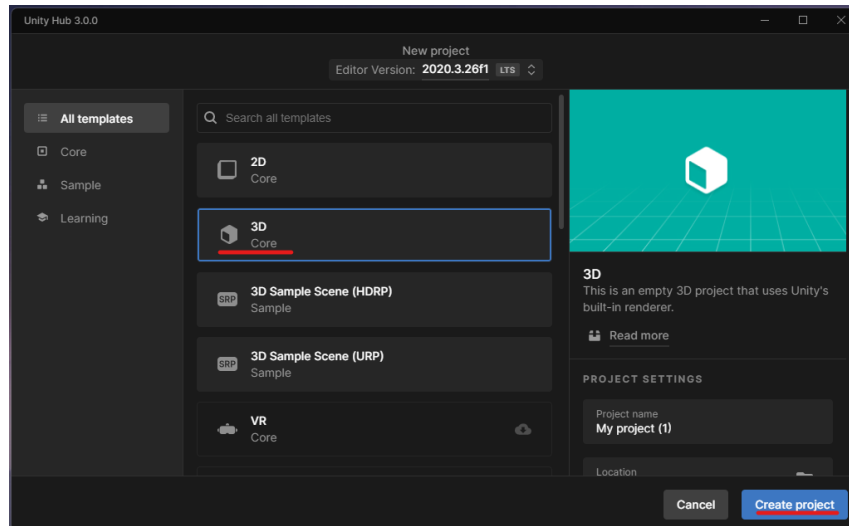 Unity Hub 3.0.0
New project
Editor Version: 2020.3.26f1 LTS
All templates
Core
Sample
Learning
Search all templates
2D
Core
3D
Core
SRP
3D Sample Scene (HDRP)
Sample
SRP
3D Sample Scene (URP)
Sample
VR
Core
3D
This is an empty 3D project that uses Unity's
built-in renderer.
Read more
PROJECT SETTINGS
Project name
My project (1)
Location
Cancel
Create project